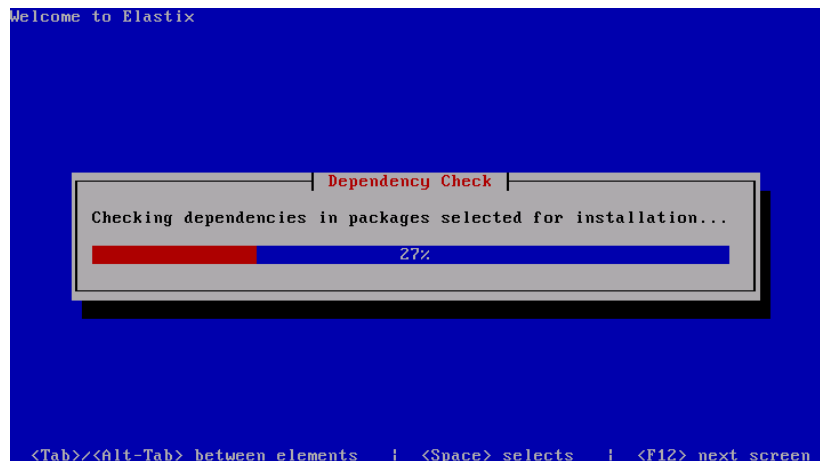 Welcome to Elastix
Dependency Check
Checking dependencies in packages selected for installation...
27%
<Tab>/<Alt-Tab> between elements | <Space> selects | <F12> next screen